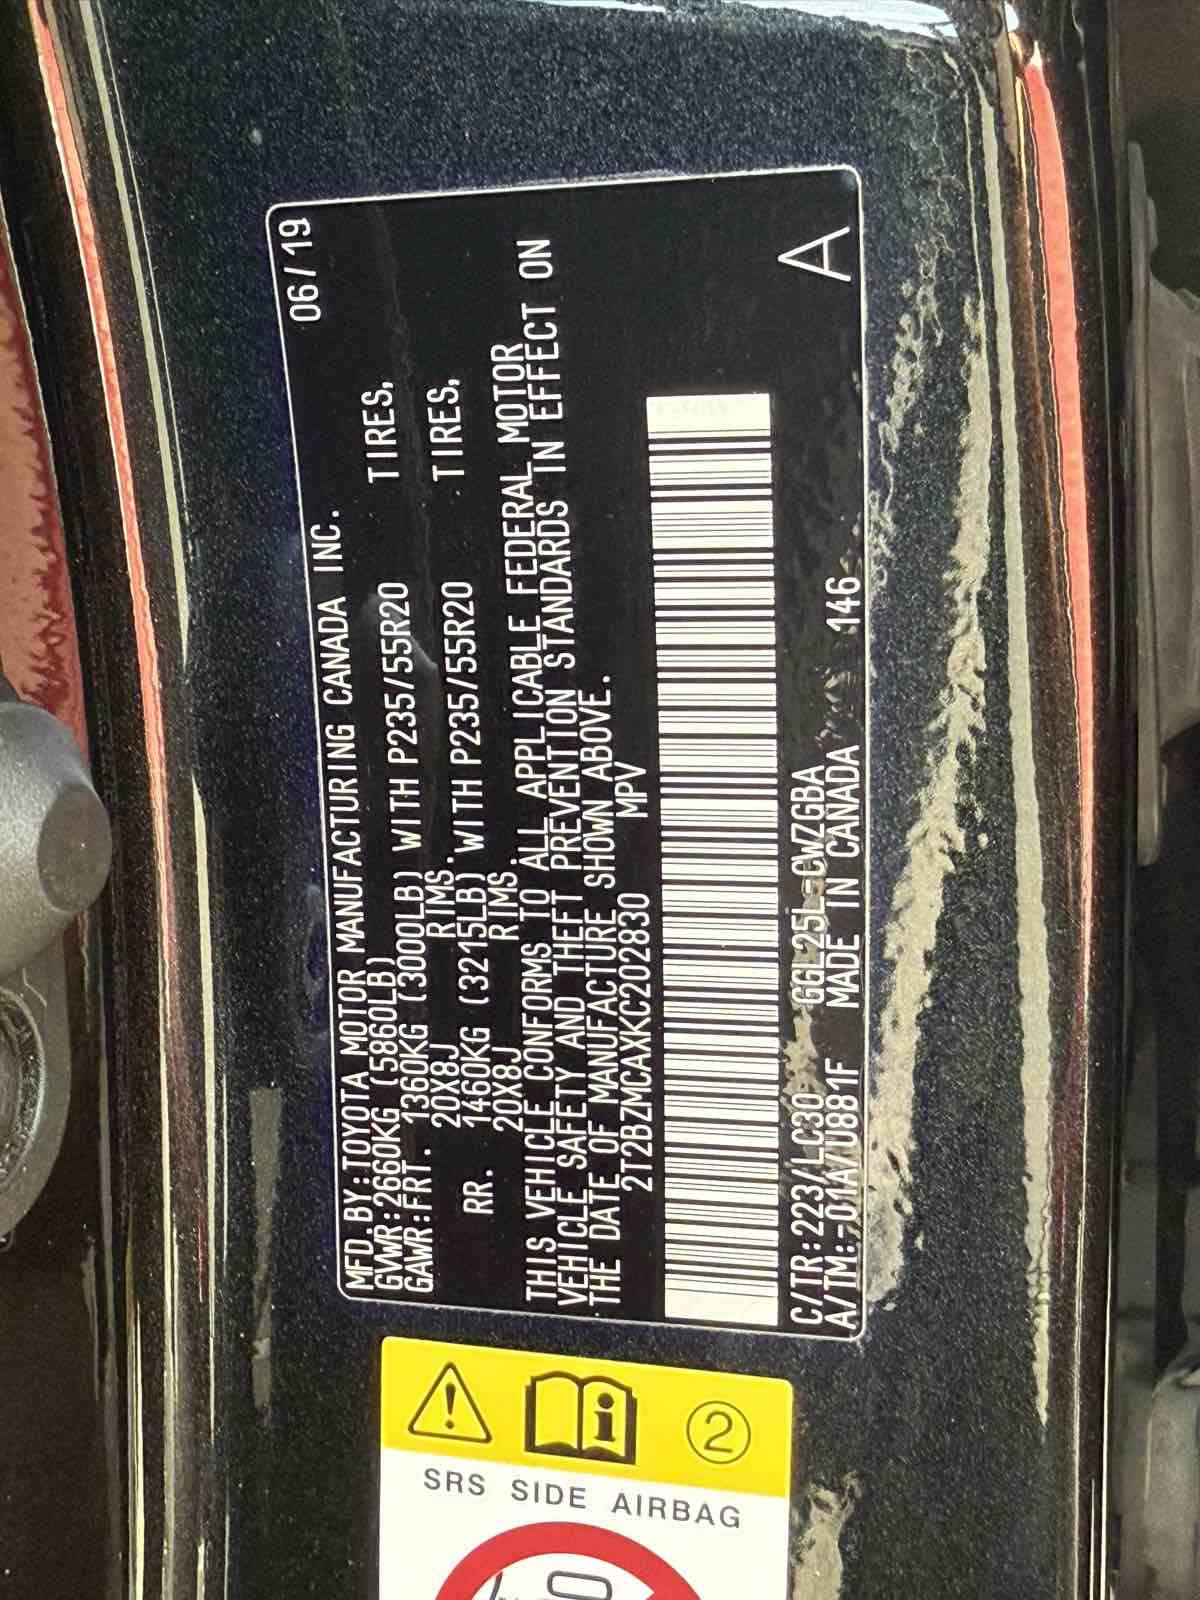 06/19
MFD.BY:TOYOTA MOTOR MANUFACTURING CANADA INC.
GVWR:2660KG (5860LB)
GAWR:FRT. 1360KG (3000LB) WITH P235/55R20 TIRES,
20X8J RIMS.
RR. 1460KG (3215LB) WITH P235/55R20 TIRES,
20X8J RIMS.
THIS VEHICLE CONFORMS TO ALL APPLICABLE FEDERAL MOTOR
VEHICLE SAFETY AND THEFT PREVENTION STANDARDS IN EFFECT ON
THE DATE OF MANUFACTURE SHOWN ABOVE.
2T2BZMCAXKC202830 MPV
C/TR:223/LC30 GGL25L-CWZGBA
A/TM:-01A/U881F MADE IN CANADA 146
A
2
SRS SIDE AIRBAG